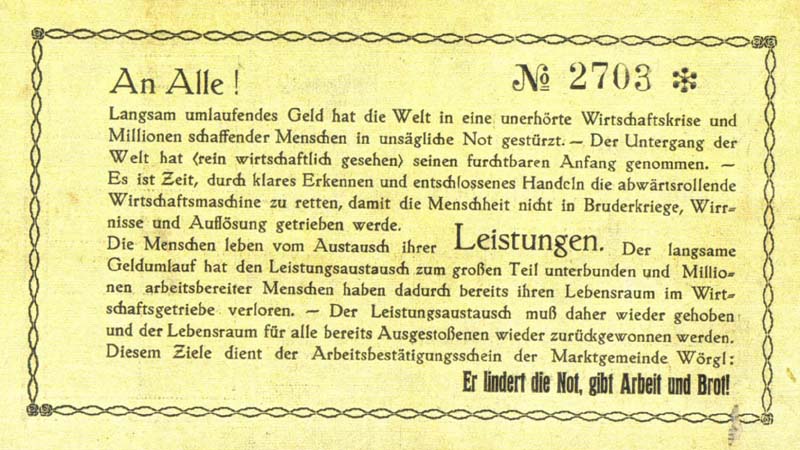 An Alle! № 2703 *
Langsam umlaufendes Geld hat die Welt in eine unerhörte Wirtschaftskrise und
Millionen schaffender Menschen in unsägliche Not gestürzt. — Der Untergang der
Welt hat (rein wirtschaftlich gesehen) seinen furchtbaren Anfang genommen. —
Es ist Zeit, durch klares Erkennen und entschlossenes Handeln die abwärtsrollende
Wirtschaftsmaschine zu retten, damit die Menschheit nicht in Bruderkriege, Wirr-
nisse und Auflösung getrieben werde.
Die Menschen leben vom Austausch ihrer Leistungen. Der langsame
Geldumlauf hat den Leistungsaustausch zum großen Teil unterbunden und Millio-
nen arbeitsbereiter Menschen haben dadurch bereits ihren Lebensraum im Wirt-
schaftsgetriebe verloren. — Der Leistungsaustausch muß daher wieder gehoben
und der Lebensraum für alle bereits Ausgestoßenen wieder zurückgewonnen werden.
Diesem Ziele dient der Arbeitsbestätigungsschein der Marktgemeinde Wörgl:
Er lindert die Not, gibt Arbeit und Brot!